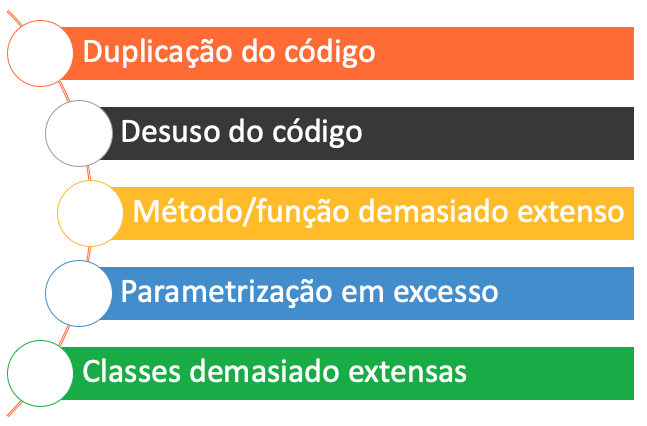 Duplicação do código
Desuso do código
Método/função demasiado extenso
Parametrização em excesso
Classes demasiado extensas